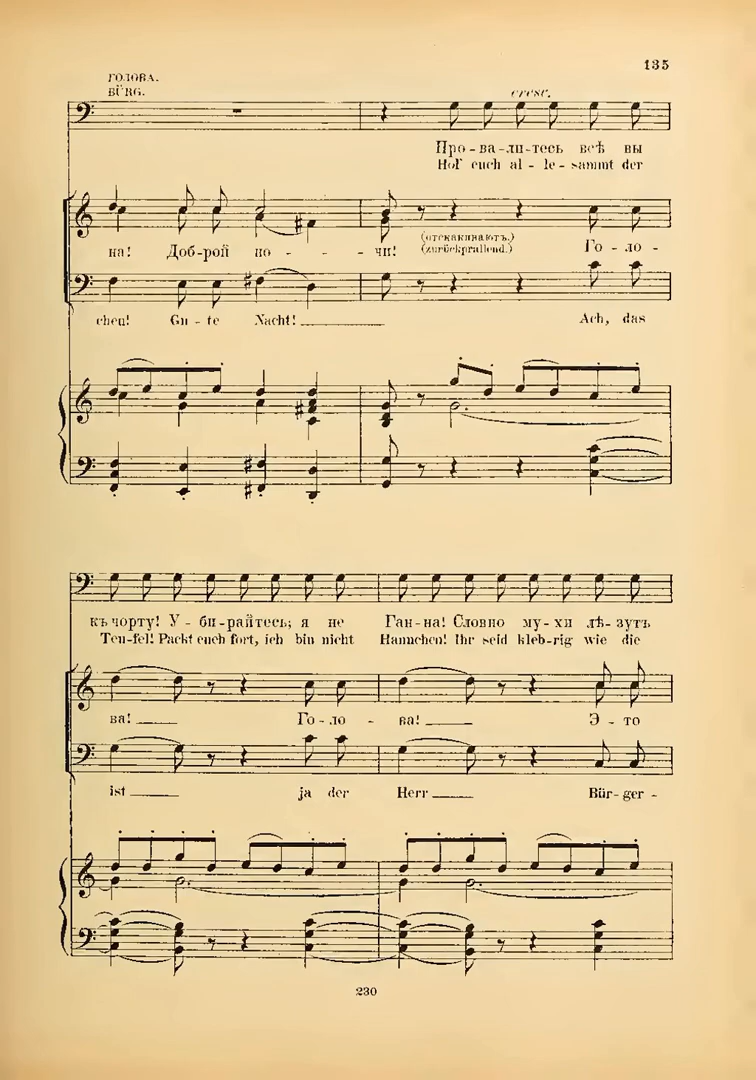 135
ГОЛОВА.
BÜRG.
cresc.
Про-ва-ли-тесь всѣ вы
Hol' euch al-le-sammt der
на! Доб-рой но - - - чи! (отскакиваютъ.) Го-ло-
(zurückprallend.)
chen! Gu-te Nacht! Ach, das
къ чорту! У-би-райтесь; я не Ган-на! Словно му-хи лѣ-зутъ
Teu-fel! Packt euch fort, ich bin nicht Hannchen! Ihr seid kleb-rig wie die
ва! Го-ло - ва! Э-то
ist ja der Herr Bür-ger-
230